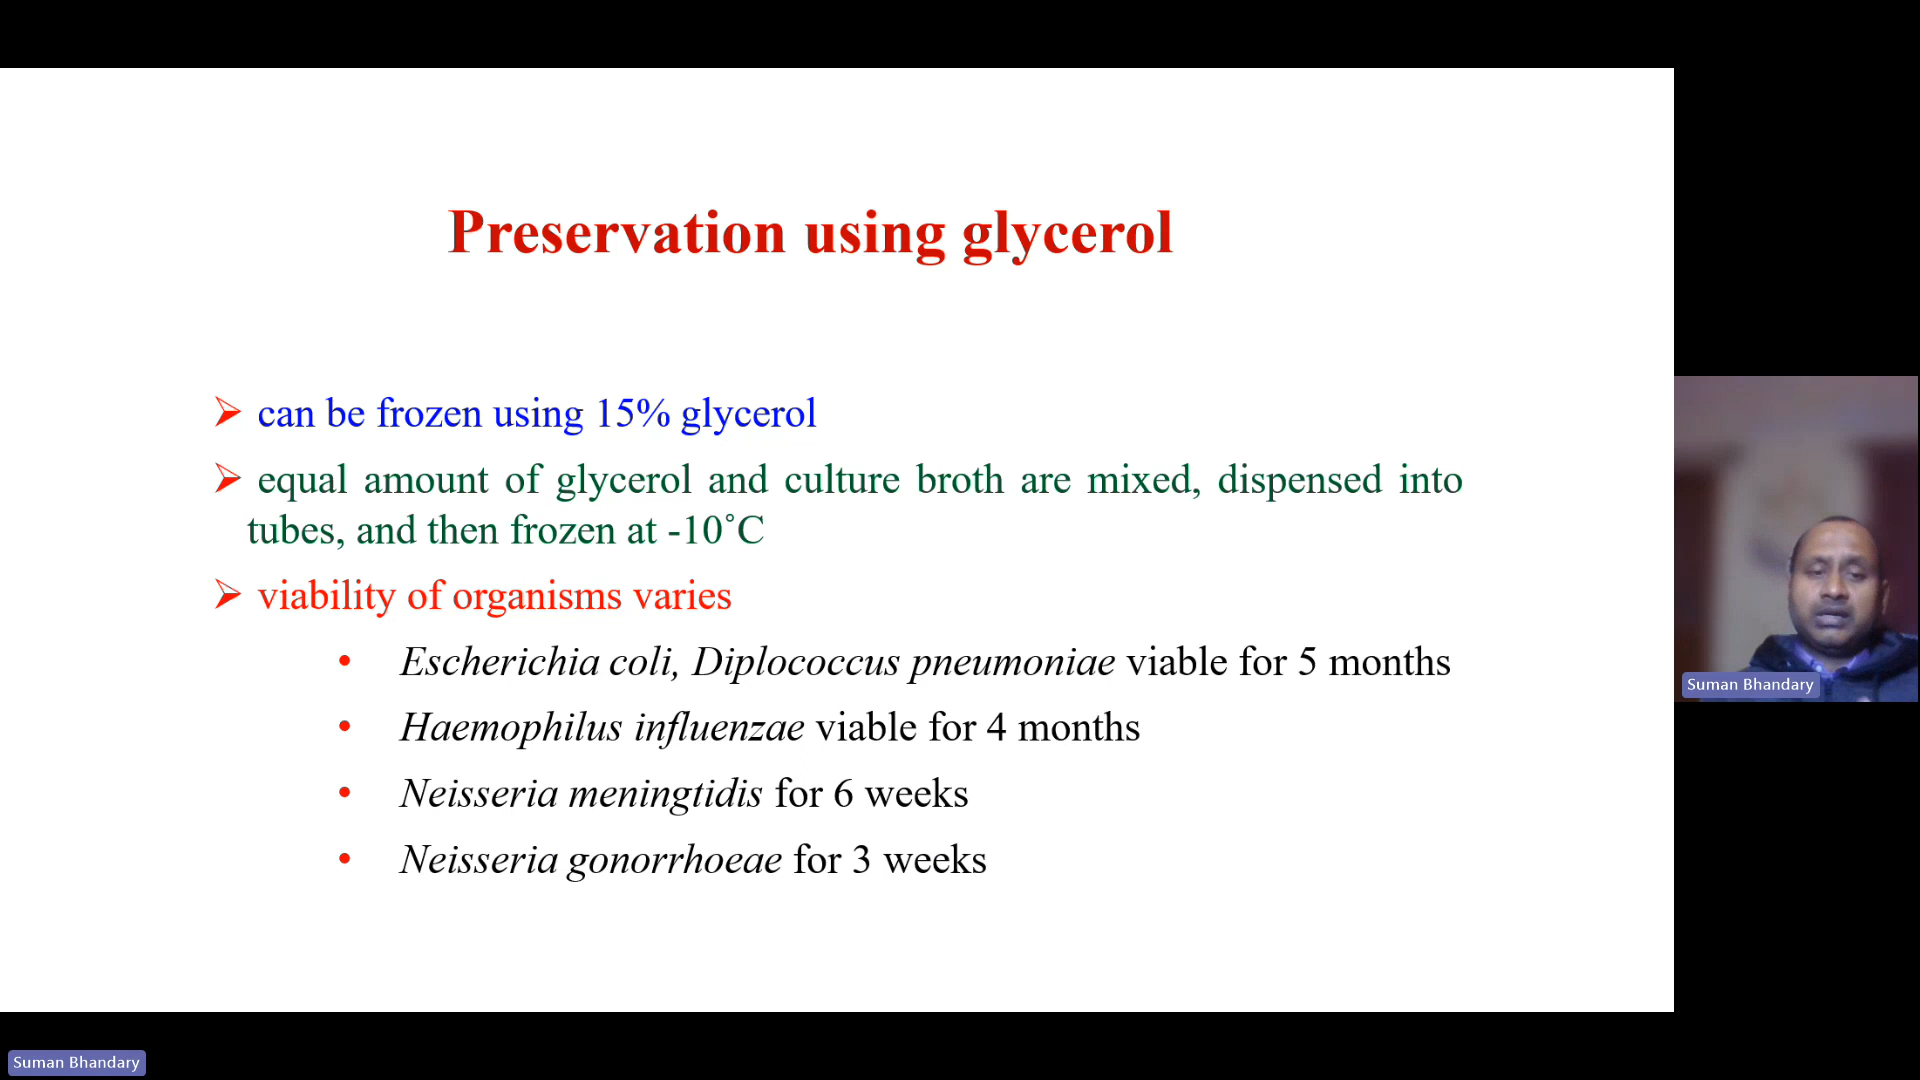 Preservation using glycerol
➢ can be frozen using 15% glycerol
➢ equal amount of glycerol and culture broth are mixed, dispensed into
tubes, and then frozen at -10˚C
➢ viability of organisms varies
• Escherichia coli, Diplococcus pneumoniae viable for 5 months
• Haemophilus influenzae viable for 4 months
• Neisseria meningtidis for 6 weeks
• Neisseria gonorrhoeae for 3 weeks
Suman Bhandary
Suman Bhandary